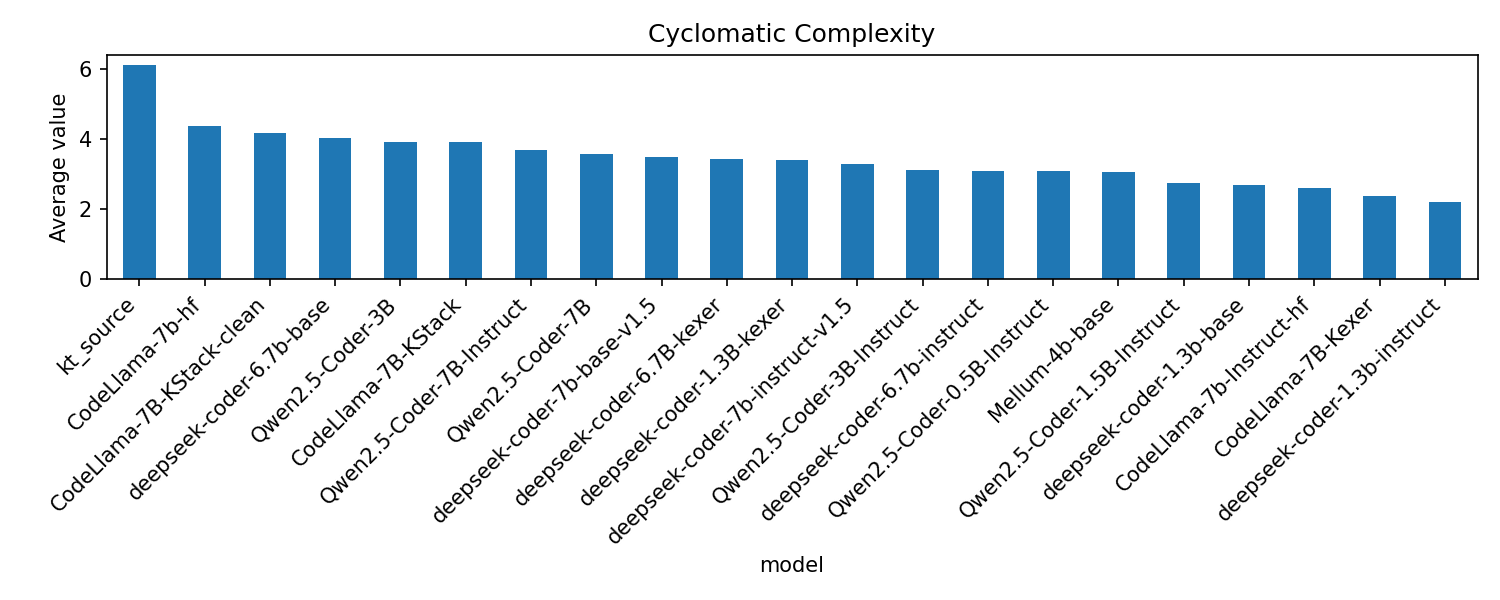 Cyclomatic Complexity
Average value
6
4
2
0
kt_source
CodeLlama-7b-hf
CodeLlama-7B-KStack-clean
deepseek-coder-6.7b-base
Qwen2.5-Coder-3B
CodeLlama-7B-KStack
Qwen2.5-Coder-7B-Instruct
Qwen2.5-Coder-7B
deepseek-coder-7b-base-v1.5
deepseek-coder-6.7B-kexer
deepseek-coder-1.3B-kexer
deepseek-coder-7b-instruct-v1.5
Qwen2.5-Coder-3B-Instruct
deepseek-coder-6.7b-instruct
Qwen2.5-Coder-0.5B-Instruct
Mellum-4b-base
Qwen2.5-Coder-1.5B-Instruct
deepseek-coder-1.3b-base
CodeLlama-7b-Instruct-hf
CodeLlama-7B-Kexer
deepseek-coder-1.3b-instruct
model